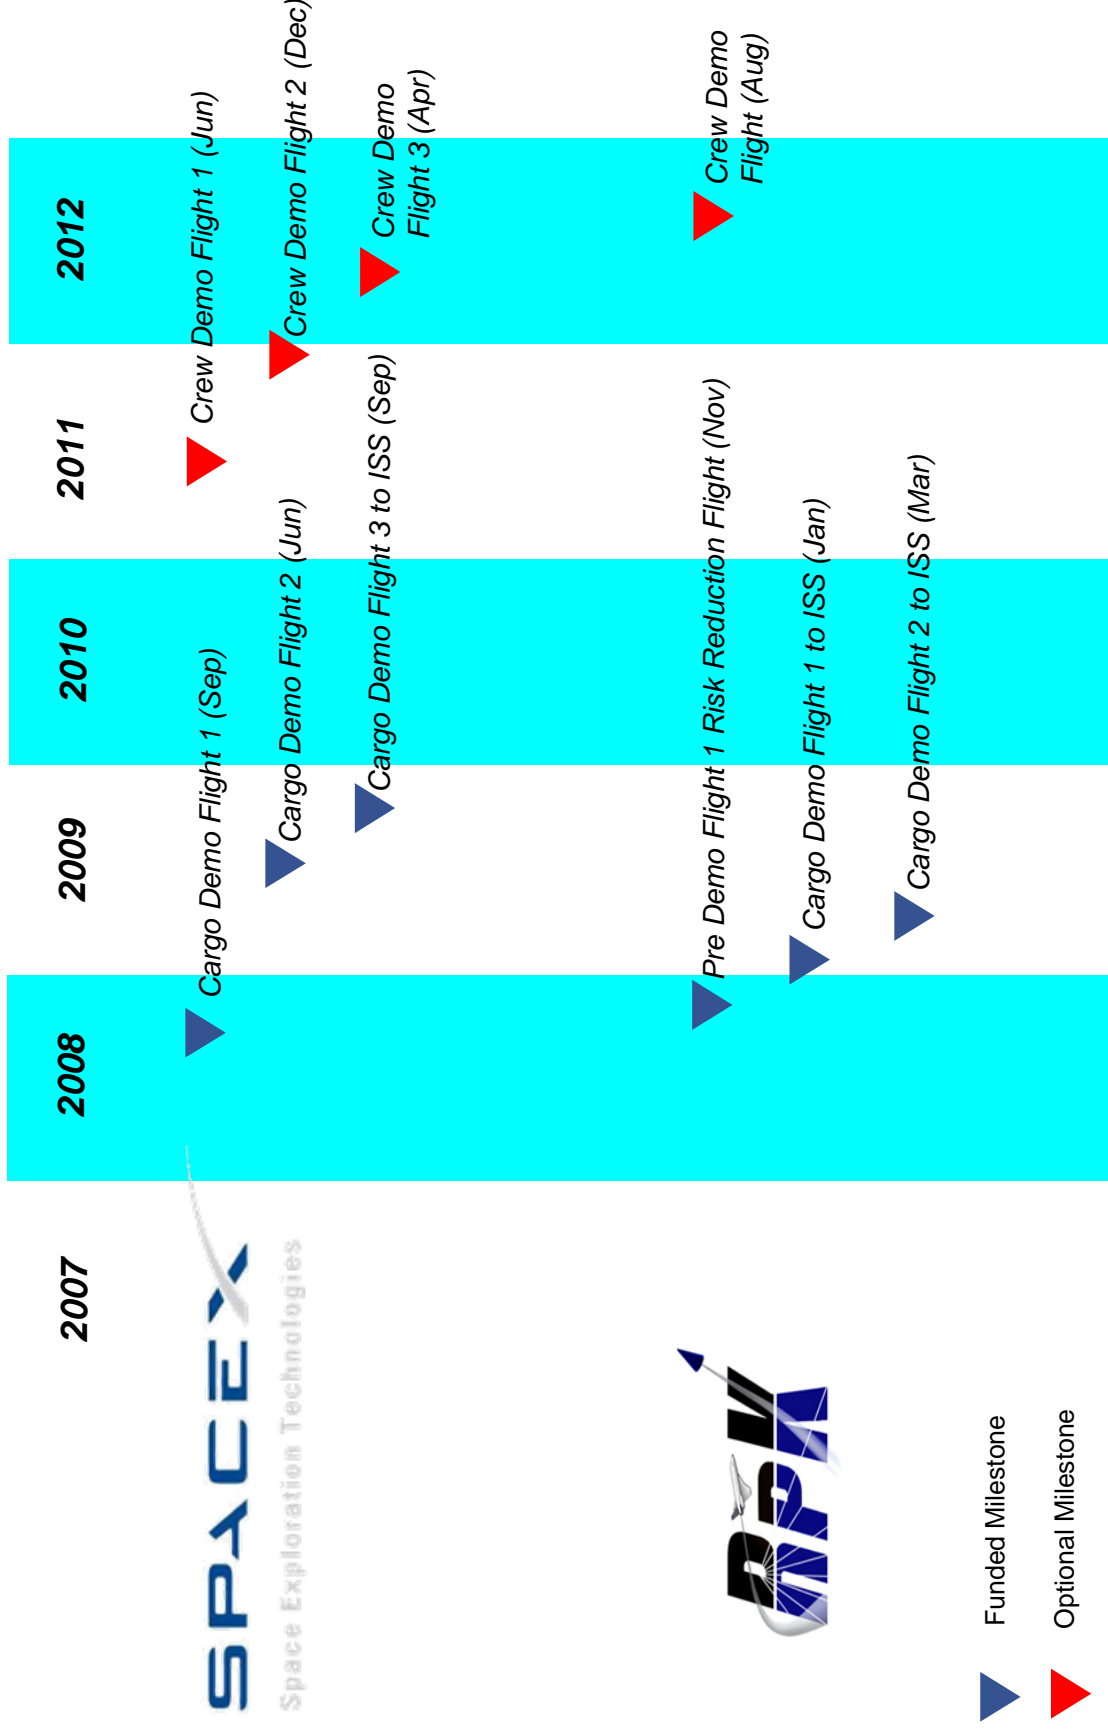 2007
2008
2009
2010
2011
2012
SPACEX
Space Exploration Technologies
Cargo Demo Flight 1 (Sep)
Crew Demo Flight 1 (Jun)
Cargo Demo Flight 2 (Jun)
Crew Demo Flight 2 (Dec)
Cargo Demo Flight 3 to ISS (Sep)
Crew Demo
Flight 3 (Apr)
RPK
Pre Demo Flight 1 Risk Reduction Flight (Nov)
Crew Demo
Flight (Aug)
Cargo Demo Flight 1 to ISS (Jan)
Cargo Demo Flight 2 to ISS (Mar)
Funded Milestone
Optional Milestone